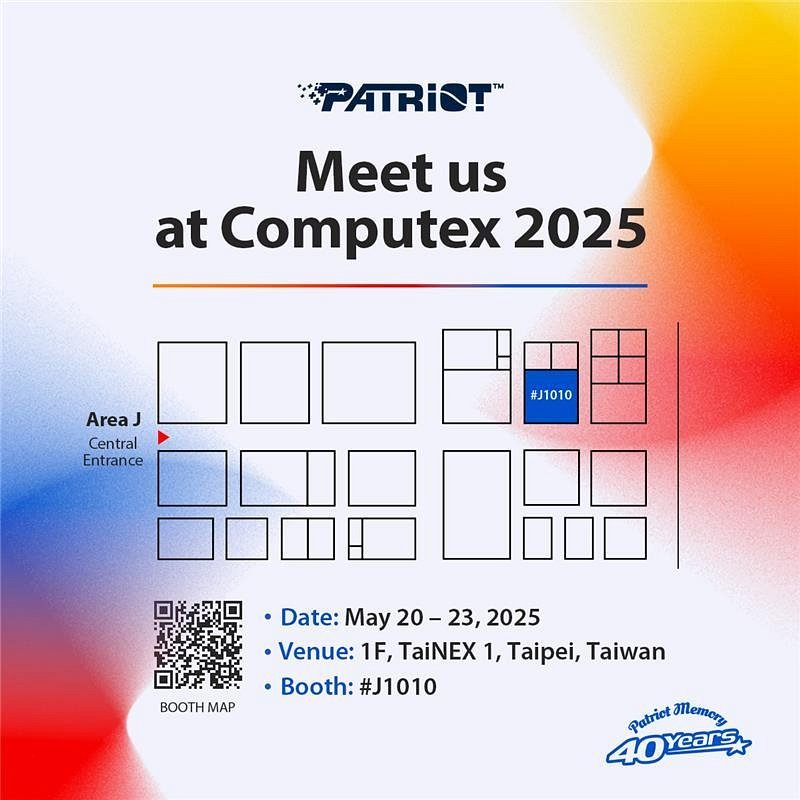 PATRIOT™
Meet us
at Computex 2025
#J1010
Area J
Central
Entrance
• Date: May 20 – 23, 2025
• Venue: 1F, TaiNEX 1, Taipei, Taiwan
• Booth: #J1010
BOOTH MAP
Patriot Memory
40 Years